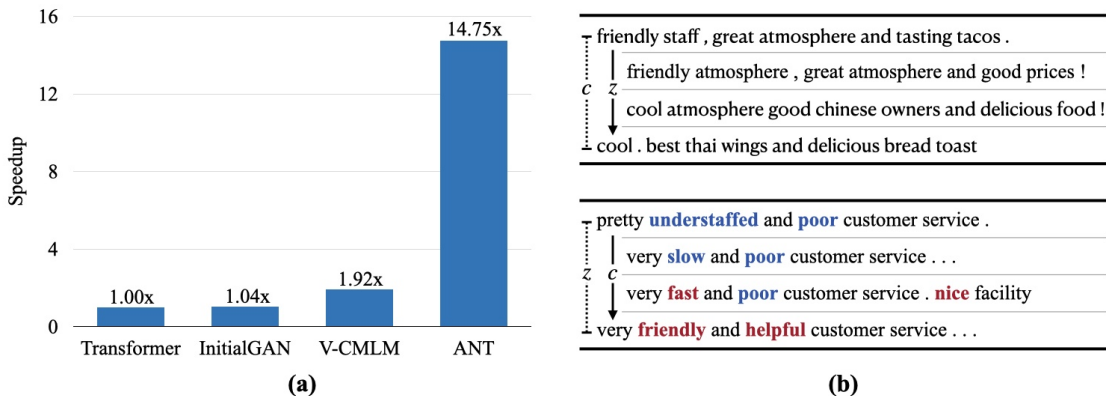 16
12
8
4
0
Speedup
1.00x
1.04x
1.92x
14.75x
Transformer InitialGAN V-CMLM ANT
(a)
friendly staff , great atmosphere and tasting tacos .
friendly atmosphere , great atmosphere and good prices !
cool atmosphere good chinese owners and delicious food !
cool . best thai wings and delicious bread toast
c z
pretty understaffed and poor customer service .
very slow and poor customer service . . .
very fast and poor customer service . nice facility
very friendly and helpful customer service . . .
z c
(b)